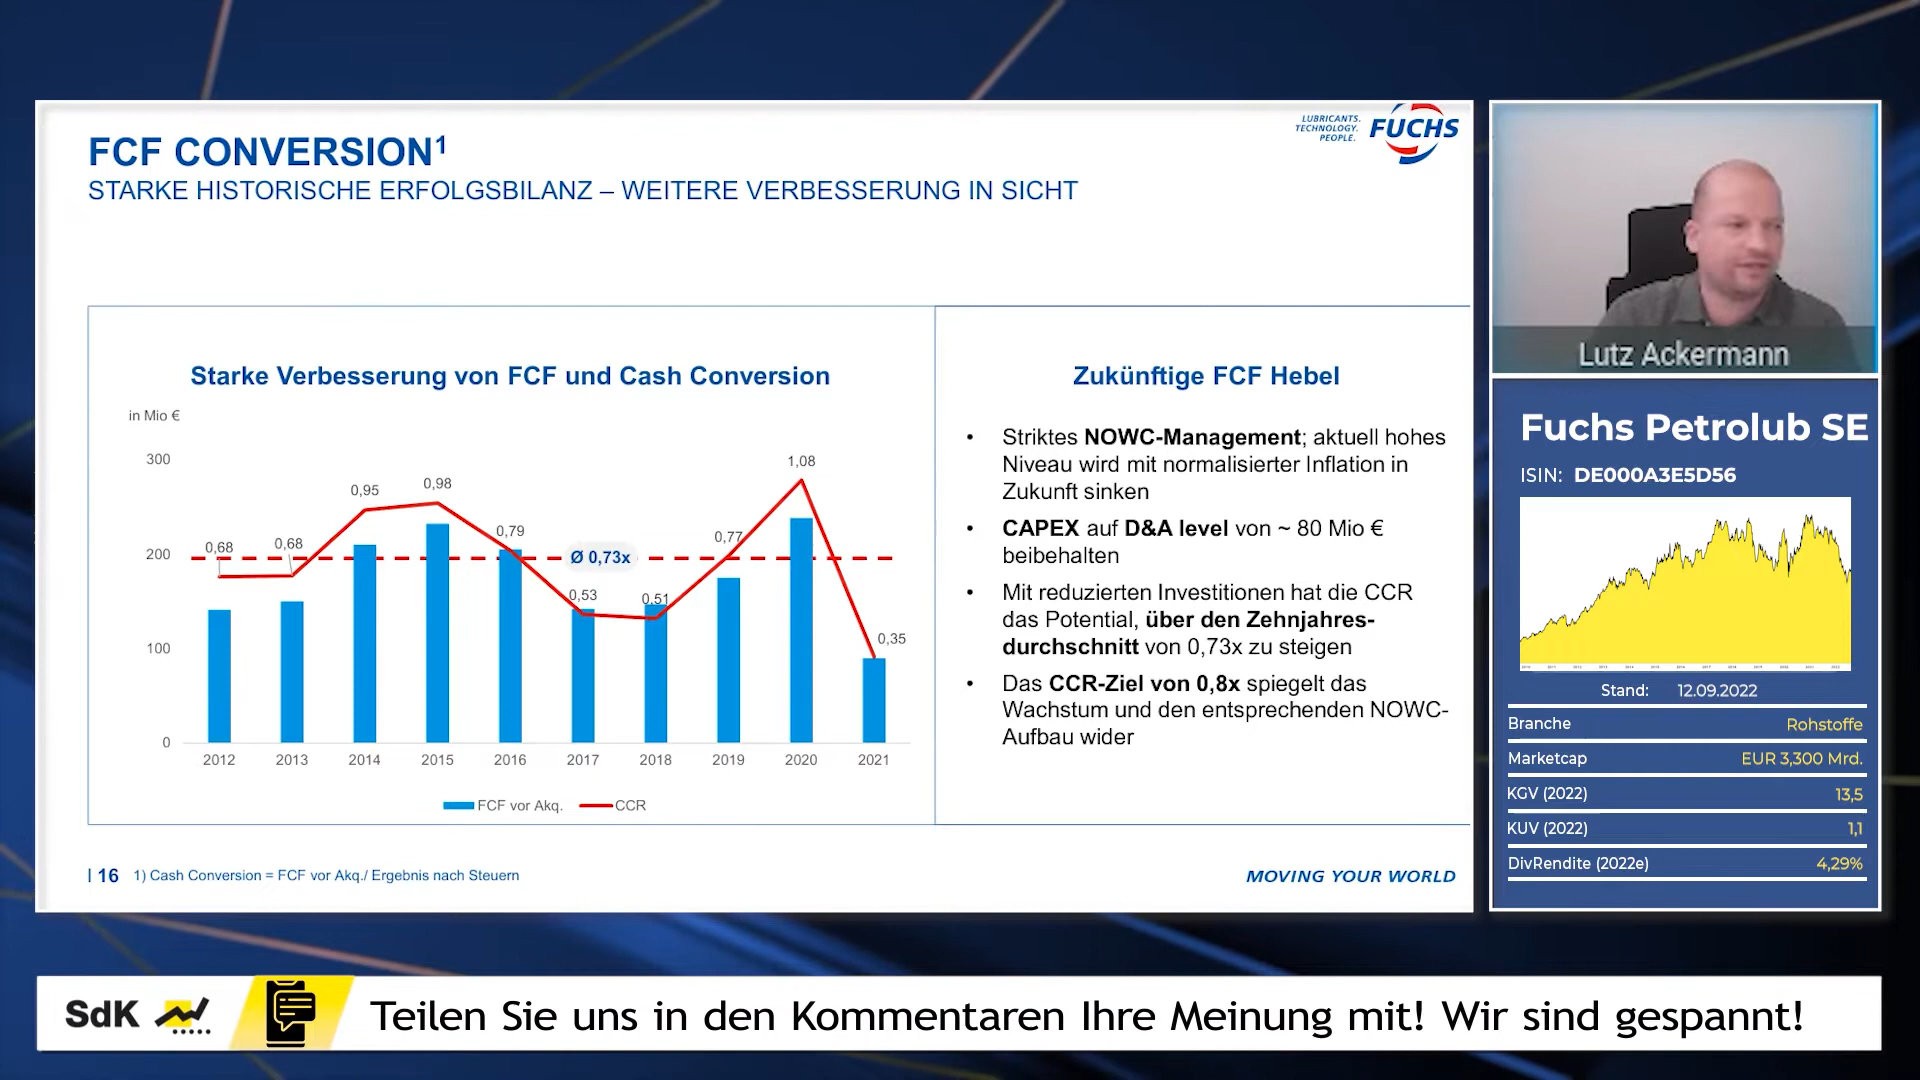 FCF CONVERSION¹
STARKE HISTORISCHE ERFOLGSBILANZ – WEITERE VERBESSERUNG IN SICHT
LUBRICANTS.
TECHNOLOGY.
PEOPLE.
FUCHS
Starke Verbesserung von FCF und Cash Conversion
in Mio €
300
200
100
0
0,68
0,68
0,95
0,98
0,79
Ø 0,73x
0,53
0,51
0,77
1,08
0,35
2012
2013
2014
2015
2016
2017
2018
2019
2020
2021
FCF vor Akq.
CCR
Zukünftige FCF Hebel
• Striktes NOWC-Management; aktuell hohes
Niveau wird mit normalisierter Inflation in
Zukunft sinken
• CAPEX auf D&A level von ~ 80 Mio €
beibehalten
• Mit reduzierten Investitionen hat die CCR
das Potential, über den Zehnjahres-
durchschnitt von 0,73x zu steigen
• Das CCR-Ziel von 0,8x spiegelt das
Wachstum und den entsprechenden NOWC-
Aufbau wider
| 16 1) Cash Conversion = FCF vor Akq./ Ergebnis nach Steuern
MOVING YOUR WORLD
Lutz Ackermann
Fuchs Petrolub SE
ISIN: DE000A3E5D56
Stand: 12.09.2022
Branche Rohstoffe
Marketcap EUR 3,300 Mrd.
KGV (2022) 13,5
KUV (2022) 1,1
DivRendite (2022e) 4,29%
SdK
Teilen Sie uns in den Kommentaren Ihre Meinung mit! Wir sind gespannt!